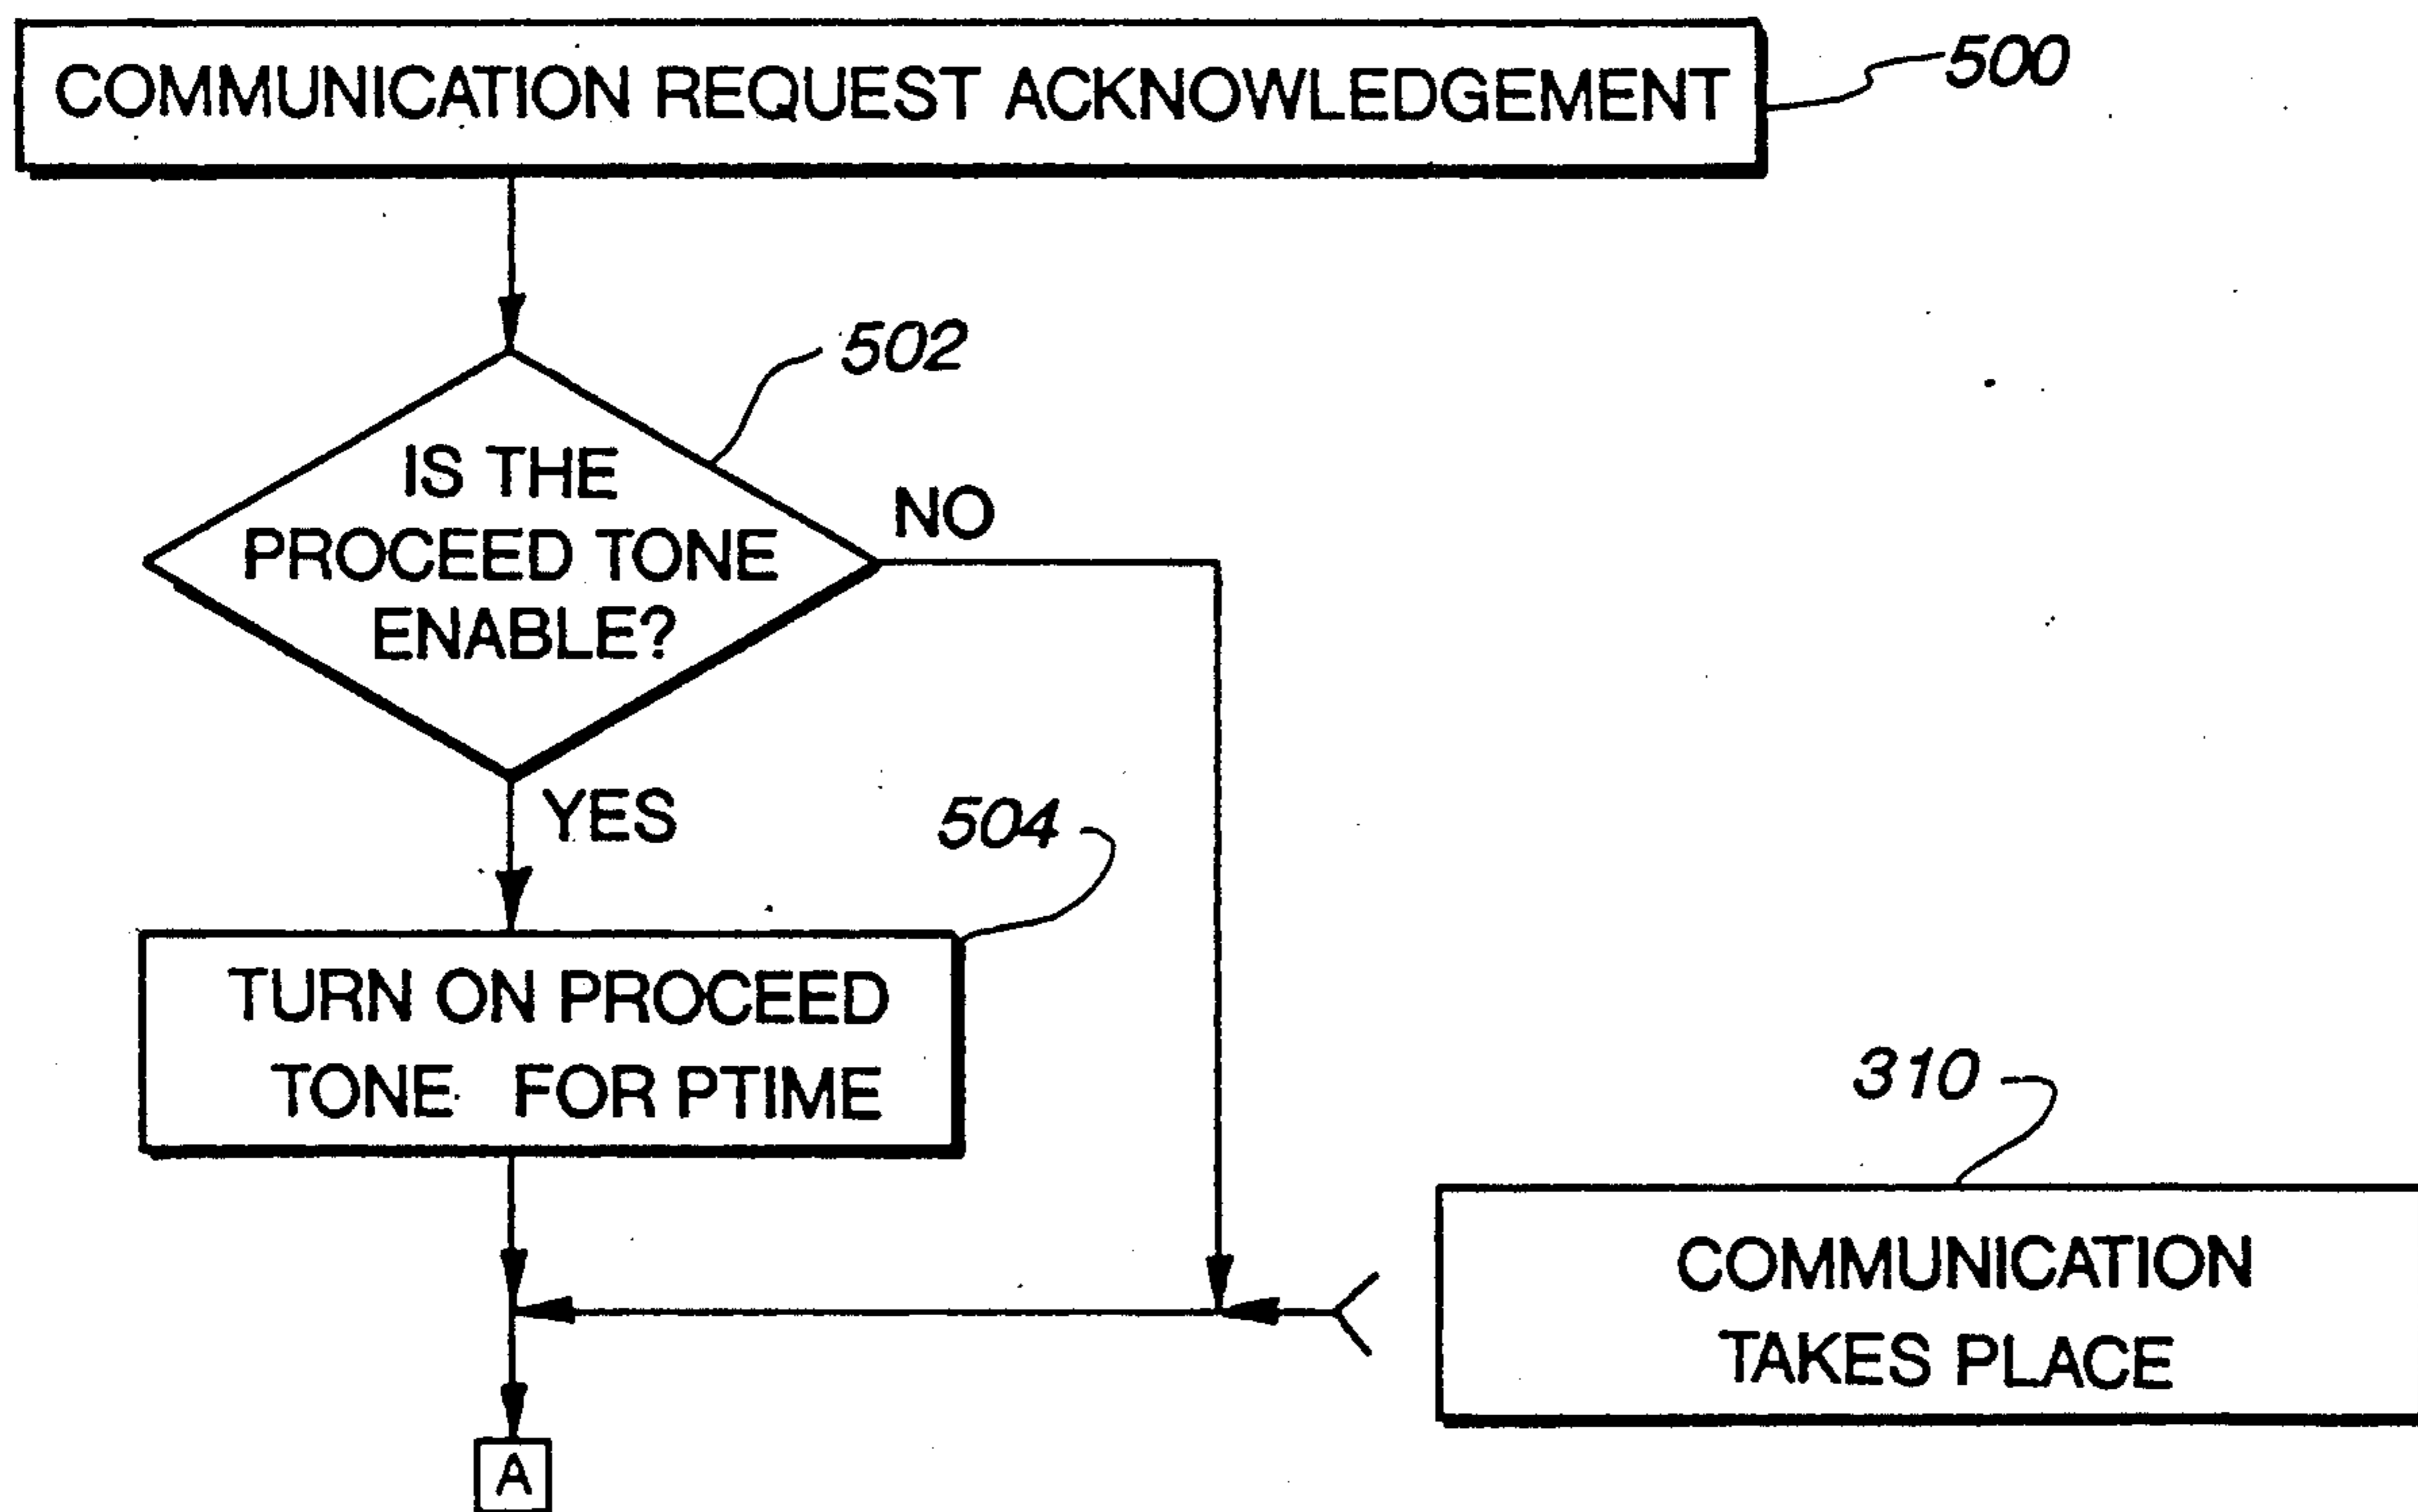 COMMUNICATION REQUEST ACKNOWLEDGEMENT
500
502
IS THE
PROCEED TONE
ENABLE?
NO
YES
504
TURN ON PROCEED
TONE FOR PTIME
310
COMMUNICATION
TAKES PLACE
A